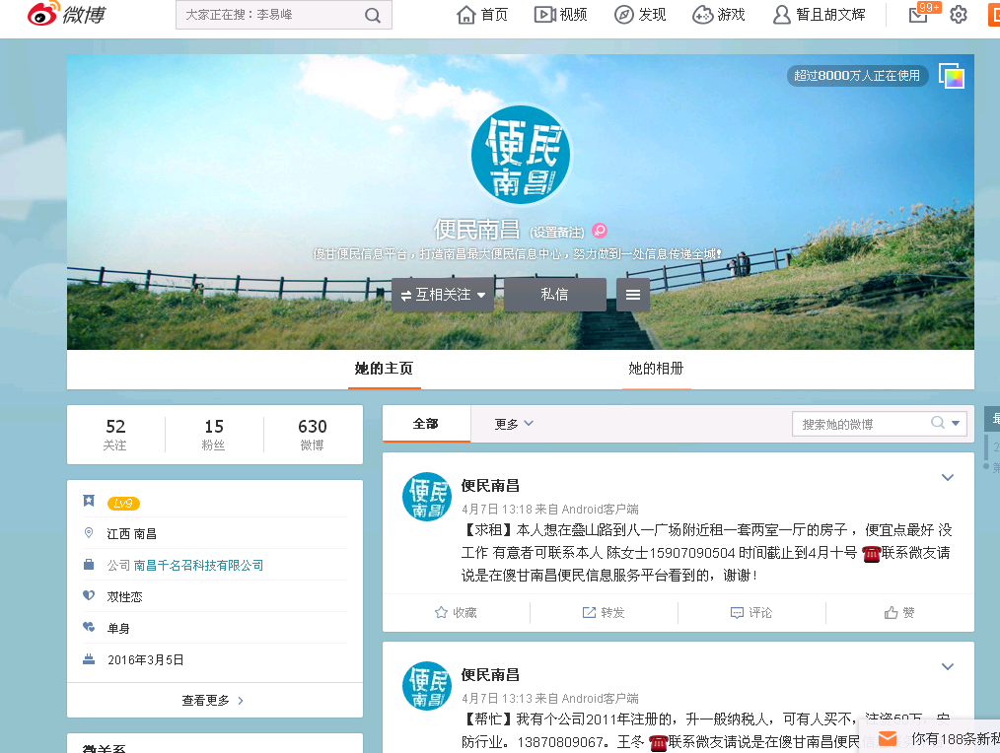 微博
大家正在搜：李易峰
首页
视频
发现
游戏
暂且胡文辉
99+
超过8000万人正在使用
便民南昌
便民南昌 (设置备注)
傻甘便民信息平台，打造南昌最大便民信息中心，努力做到一处信息传递全城!
互相关注
私信
她的主页
她的相册
52
关注
15
粉丝
630
微博
Lv9
江西 南昌
公司 南昌千名召科技有限公司
双性恋
单身
2016年3月5日
查看更多
微关系
全部
更多
搜索她的微博
便民南昌
便民南昌
4月7日 13:18 来自 Android客户端
【求租】本人想在叠山路到八一广场附近租一套两室一厅的房子 ，便宜点最好 没
工作 有意者可联系本人 陈女士15907090504 时间截止到4月十号 联系微友请
说是在傻甘南昌便民信息服务平台看到的，谢谢！
收藏
转发
评论
赞
便民南昌
便民南昌
4月7日 13:13 来自 Android客户端
【帮忙】我有个公司2011年注册的，升一般纳税人，可有人买不，注资50万，安
防行业。13870809067。王冬 联系微友请说是在傻甘南昌便民
你有188条新私